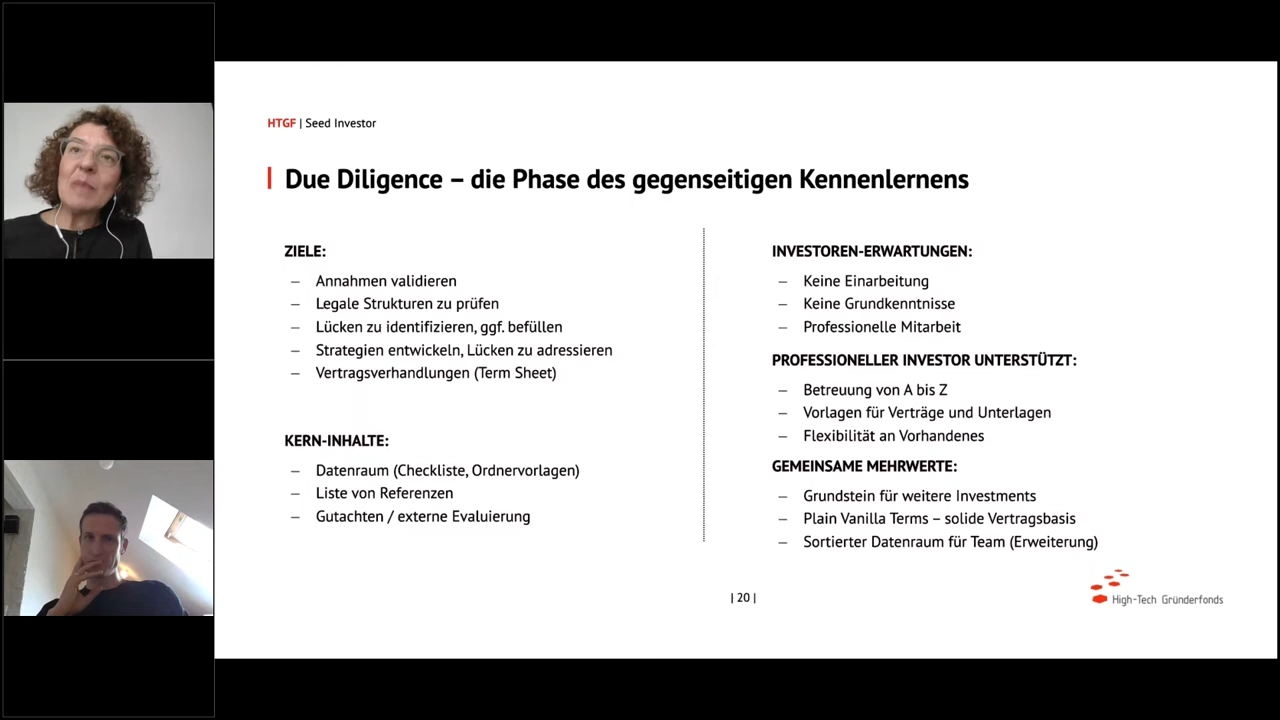 HTGF | Seed Investor
Due Diligence – die Phase des gegenseitigen Kennenlernens
ZIELE:
– Annahmen validieren
– Legale Strukturen zu prüfen
– Lücken zu identifizieren, ggf. befüllen
– Strategien entwickeln, Lücken zu adressieren
– Vertragsverhandlungen (Term Sheet)
KERN-INHALTE:
– Datenraum (Checkliste, Ordnervorlagen)
– Liste von Referenzen
– Gutachten / externe Evaluierung
INVESTOREN-ERWARTUNGEN:
– Keine Einarbeitung
– Keine Grundkenntnisse
– Professionelle Mitarbeit
PROFESSIONELLER INVESTOR UNTERSTÜTZT:
– Betreuung von A bis Z
– Vorlagen für Verträge und Unterlagen
– Flexibilität an Vorhandenes
GEMEINSAME MEHRWERTE:
– Grundstein für weitere Investments
– Plain Vanilla Terms – solide Vertragsbasis
– Sortierter Datenraum für Team (Erweiterung)
| 20 |
High-Tech Gründerfonds